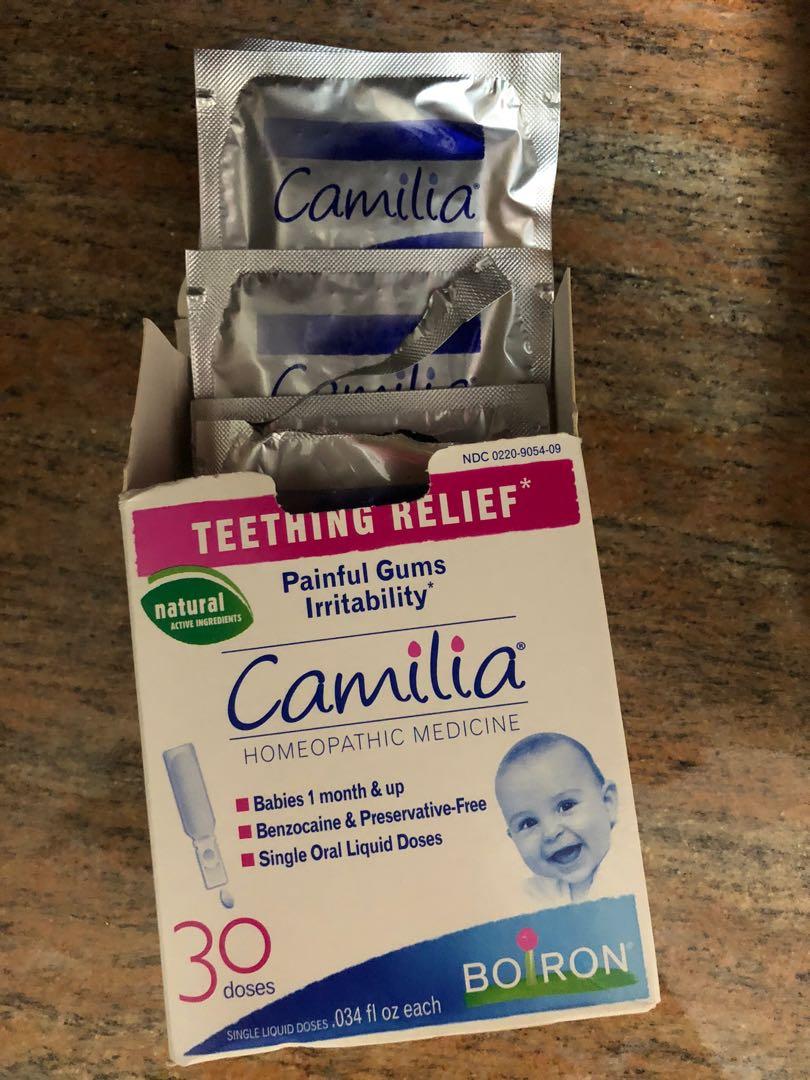 Camilia®
Camilia
NDC 0220-9054-09
TEETHING RELIEF*
Painful Gums
Irritability*
natural
ACTIVE INGREDIENTS
Camilia®
HOMEOPATHIC MEDICINE
Babies 1 month & up
Benzocaine & Preservative-Free
Single Oral Liquid Doses
30
doses
SINGLE LIQUID DOSES .034 fl oz each
BOIRON®